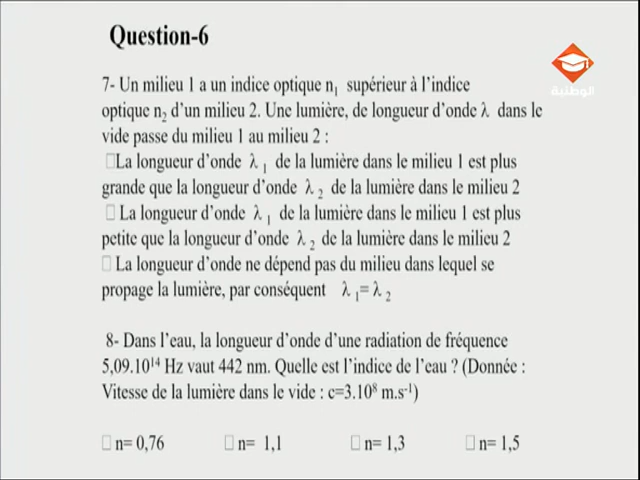 Question-6
الوطنية
7- Un milieu 1 a un indice optique n₁ supérieur à l'indice
optique n₂ d'un milieu 2. Une lumière, de longueur d'onde λ dans le
vide passe du milieu 1 au milieu 2 :
□La longueur d'onde λ ₁ de la lumière dans le milieu 1 est plus
grande que la longueur d'onde λ ₂ de la lumière dans le milieu 2
□ La longueur d'onde λ ₁ de la lumière dans le milieu 1 est plus
petite que la longueur d'onde λ ₂ de la lumière dans le milieu 2
□ La longueur d'onde ne dépend pas du milieu dans lequel se
propage la lumière, par conséquent λ ₁= λ ₂
8- Dans l'eau, la longueur d'onde d'une radiation de fréquence
5,09.10¹⁴ Hz vaut 442 nm. Quelle est l'indice de l'eau ? (Donnée :
Vitesse de la lumière dans le vide : c=3.10⁸ m.s⁻¹)
□ n= 0,76 □ n= 1,1 □ n= 1,3 □ n= 1,5